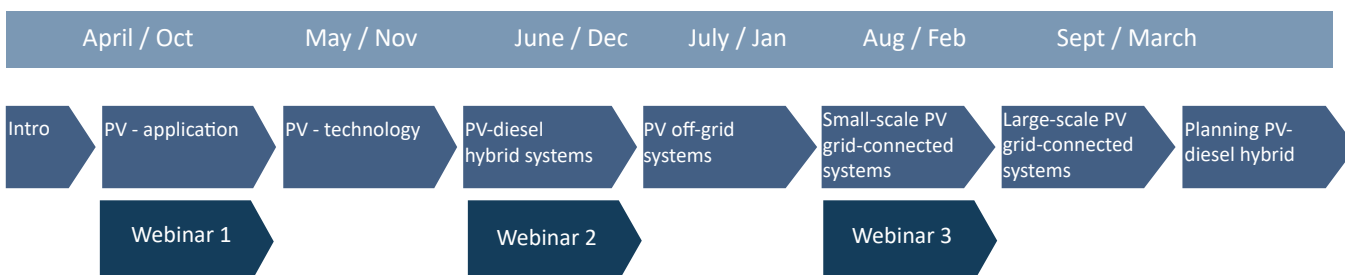 April / Oct
May / Nov
June / Dec
July / Jan
Aug / Feb
Sept / March
Intro
PV - application
PV - technology
PV-diesel
hybrid systems
PV off-grid
systems
Small-scale PV
grid-connected
systems
Large-scale PV
grid-connected
systems
Planning PV-
diesel hybrid
Webinar 1
Webinar 2
Webinar 3